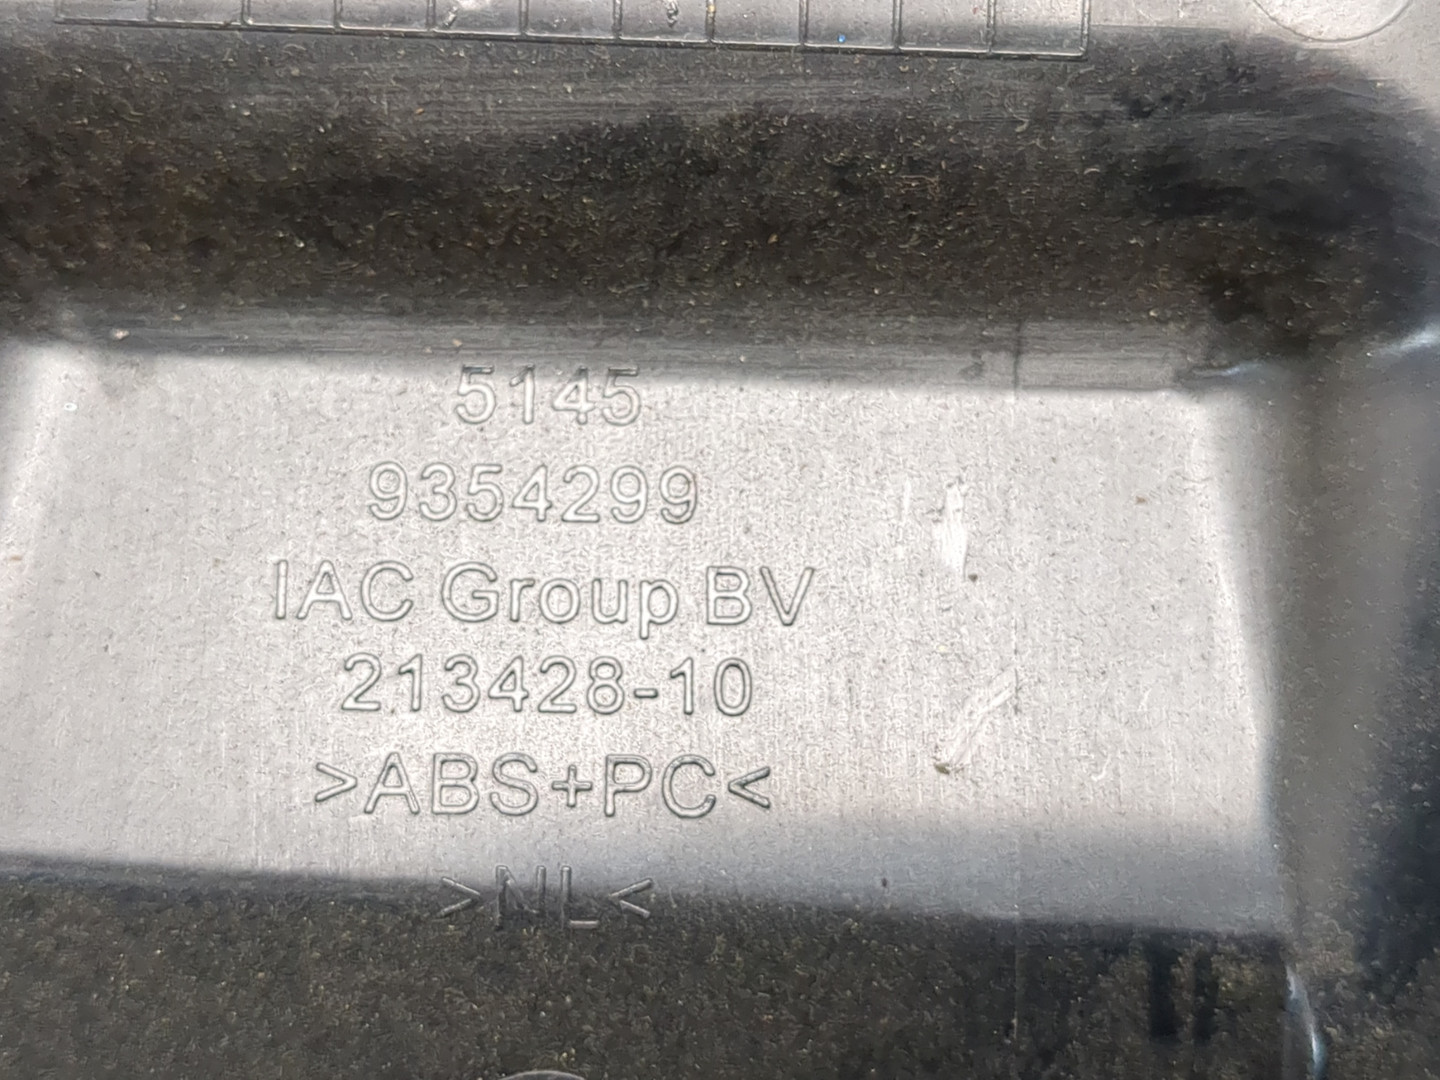 5145
9354299
IAC Group BV
213428-10
>ABS+PC<
>NL<